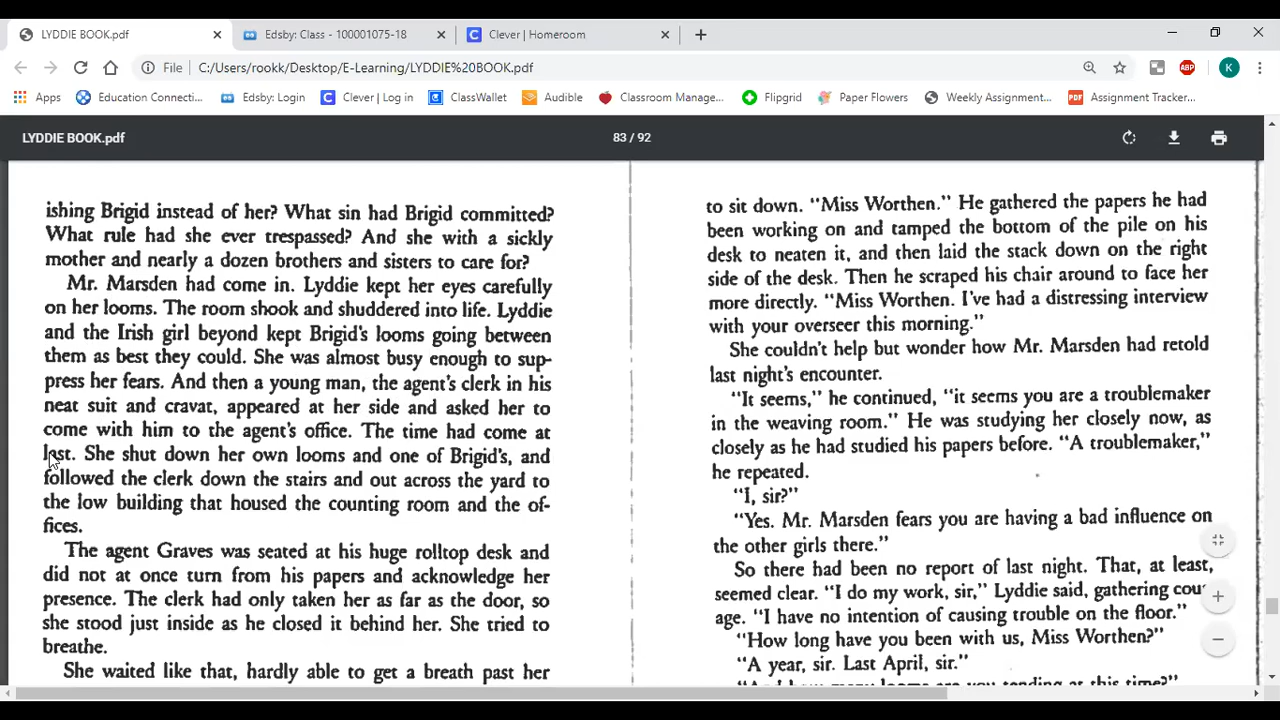 LYDDIE BOOK.pdf
Edsby: Class - 100001075-18
Clever | Homeroom
File
C:/Users/rookk/Desktop/E-Learning/LYDDIE%20BOOK.pdf
ABP
K
Apps
Education Connecti...
Edsby: Login
Clever | Log in
ClassWallet
Audible
Classroom Manage...
Flipgrid
Paper Flowers
Weekly Assignment...
PDF
Assignment Tracker...
LYDDIE BOOK.pdf
83 / 92
ishing Brigid instead of her? What sin had Brigid committed?
What rule had she ever trespassed? And she with a sickly
mother and nearly a dozen brothers and sisters to care for?
Mr. Marsden had come in. Lyddie kept her eyes carefully
on her looms. The room shook and shuddered into life. Lyddie
and the Irish girl beyond kept Brigid's looms going between
them as best they could. She was almost busy enough to sup-
press her fears. And then a young man, the agent's clerk in his
neat suit and cravat, appeared at her side and asked her to
come with him to the agent's office. The time had come at
last. She shut down her own looms and one of Brigid's, and
followed the clerk down the stairs and out across the yard to
the low building that housed the counting room and the of-
fices.
The agent Graves was seated at his huge rolltop desk and
did not at once turn from his papers and acknowledge her
presence. The clerk had only taken her as far as the door, so
she stood just inside as he closed it behind her. She tried to
breathe.
She waited like that, hardly able to get a breath past her
to sit down. "Miss Worthen." He gathered the papers he had
been working on and tamped the bottom of the pile on his
desk to neaten it, and then laid the stack down on the right
side of the desk. Then he scraped his chair around to face her
more directly. "Miss Worthen. I've had a distressing interview
with your overseer this morning."
She couldn't help but wonder how Mr. Marsden had retold
last night's encounter.
"It seems," he continued, "it seems you are a troublemaker
in the weaving room." He was studying her closely now, as
closely as he had studied his papers before. "A troublemaker,"
he repeated.
"I, sir?"
"Yes. Mr. Marsden fears you are having a bad influence on
the other girls there."
So there had been no report of last night. That, at least,
seemed clear. "I do my work, sir," Lyddie said, gathering cour
age. "I have no intention of causing trouble on the floor."
"How long have you been with us, Miss Worthen?"
"A year, sir. Last April, sir."
"And how many looms are you tending at this time?"